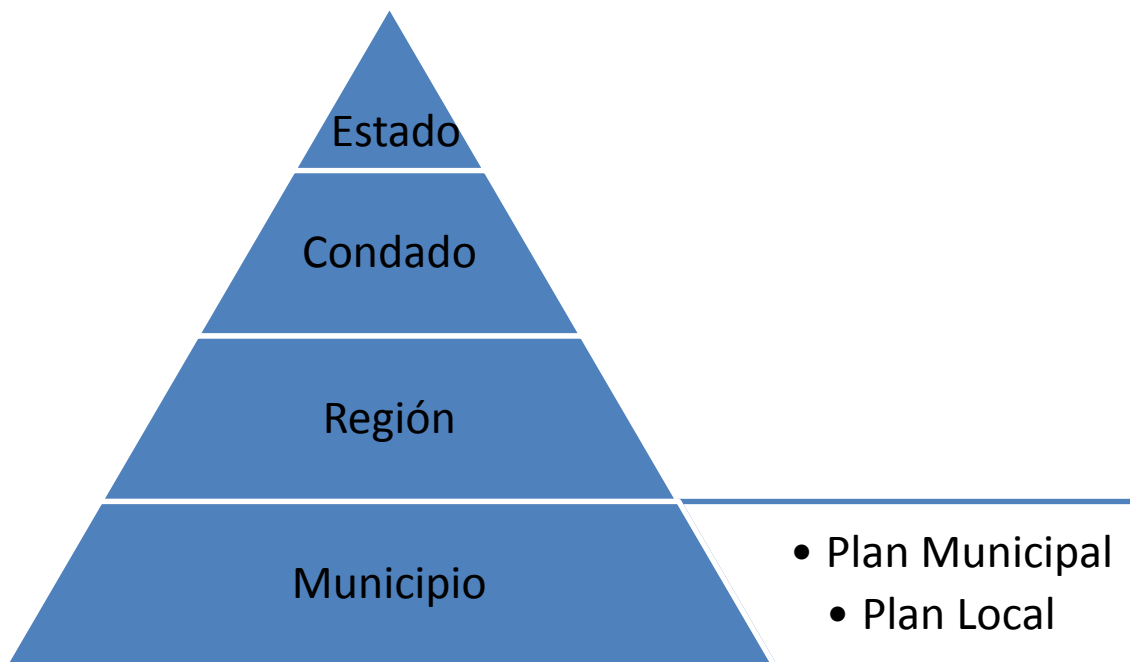 Estado
Condado
Región
Municipio
• Plan Municipal
• Plan Local